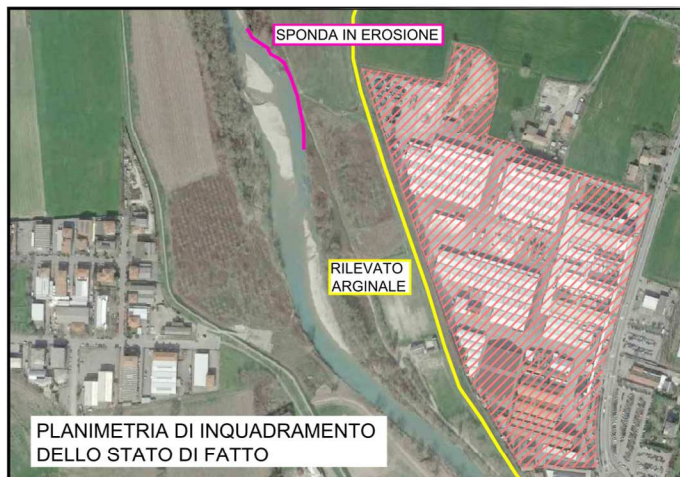 SPONDA IN EROSIONE
RILEVATO
ARGINALE
PLANIMETRIA DI INQUADRAMENTO
DELLO STATO DI FATTO